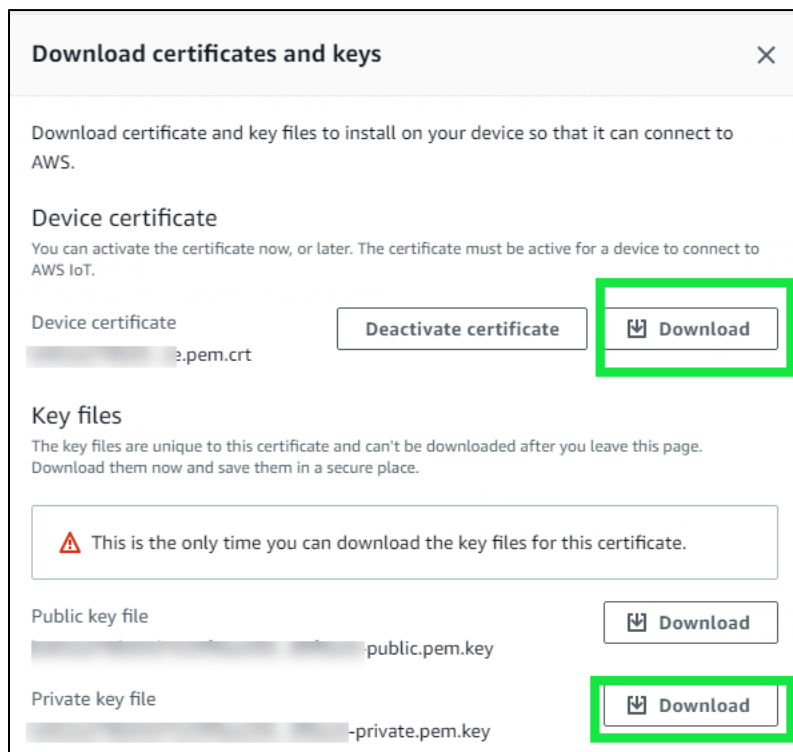 Download certificates and keys
Download certificate and key files to install on your device so that it can connect to
AWS.
Device certificate
You can activate the certificate now, or later. The certificate must be active for a device to connect to
AWS IoT.
Device certificate
Deactivate certificate
Download
e.pem.crt
Key files
The key files are unique to this certificate and can't be downloaded after you leave this page.
Download them now and save them in a secure place.
This is the only time you can download the key files for this certificate.
Public key file
Download
-public.pem.key
Private key file
Download
-private.pem.key